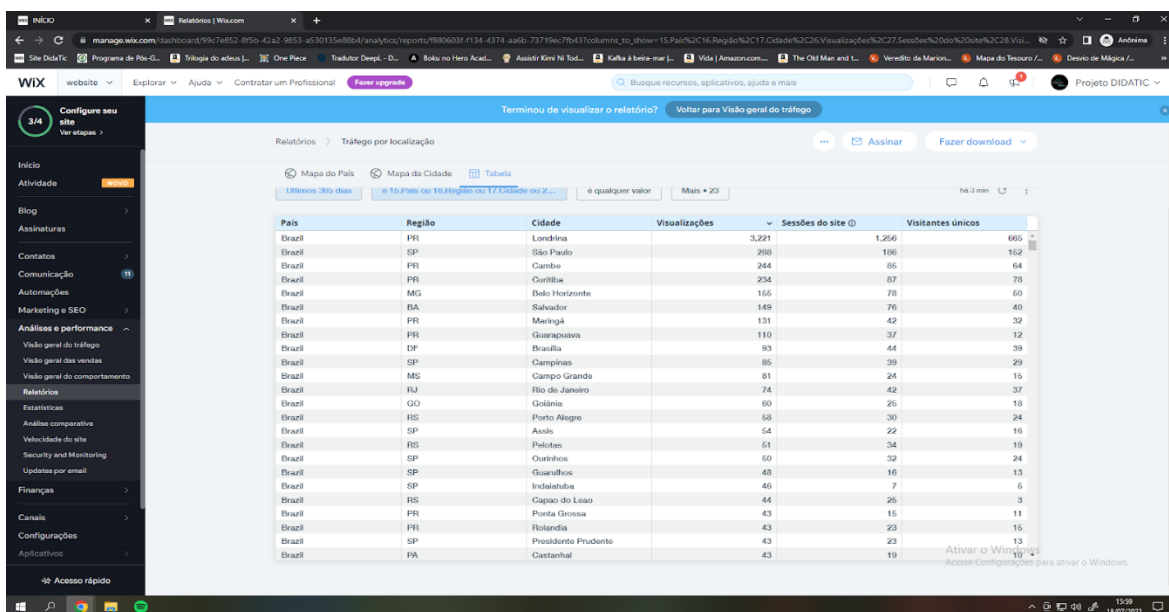 INÍCIO
Relatórios | Wix.com
manage.wix.com/dashboard/99c7e852-8f5b-42a2-9853-a530135e88b4/analytics/reports/f880603f-f134-4374-aa6b-73719ec7fb43?columns_to_show=15.País%2C16.Região%2C17.Cidade%2C26.Visualizações%2C27.Sessões%20do%20site%2C28.Visi...
Anônima
Site DidaTic Programa de Pós-G... Trilogia do adeus |... One Piece Tradutor DeepL - D... Boku no Hero Acad... Assistir Kimi Ni Tod... Kafka à beira-mar |... Vida | Amazon.com... The Old Man and t... Veredito da Marion... Mapa do Tesouro /... Desvio de Mágica /...
WiX website Explorar Ajuda Contratar um Profissional Fazer upgrade Busque recursos, aplicativos, ajuda e mais Projeto DIDATIC
Terminou de visualizar o relatório? Voltar para Visão geral do tráfego
3/4
Configure seu
site
Ver etapas >
Início
Atividade NOVO
Blog
Assinaturas
Contatos
Comunicação 11
Automações
Marketing e SEO
Análises e performance
Visão geral do tráfego
Visão geral das vendas
Visão geral do comportamento
Relatórios
Estatísticas
Análise comparativa
Velocidade do site
Security and Monitoring
Updates por email
Finanças
Canais
Configurações
Aplicativos
Acesso rápido
Relatórios > Tráfego por localização
Assinar Fazer download
Mapa do País Mapa da Cidade Tabela
Últimos 365 dias é 15.País ou 16.Região ou 17.Cidade ou 2... é qualquer valor Mais • 23 há 3 min
País Região Cidade Visualizações Sessões do site Visitantes únicos
Brazil PR Londrina 3,221 1,256 665
Brazil SP São Paulo 288 186 152
Brazil PR Cambe 244 85 64
Brazil PR Curitiba 234 87 78
Brazil MG Belo Horizonte 155 78 50
Brazil BA Salvador 149 76 40
Brazil PR Maringá 131 42 32
Brazil PR Guarapuava 110 37 12
Brazil DF Brasília 93 44 39
Brazil SP Campinas 85 39 29
Brazil MS Campo Grande 81 24 15
Brazil RJ Rio de Janeiro 74 42 37
Brazil GO Goiânia 60 25 18
Brazil RS Porto Alegre 58 30 24
Brazil SP Assis 54 22 16
Brazil RS Pelotas 51 34 19
Brazil SP Ourinhos 50 32 24
Brazil SP Guarulhos 48 16 13
Brazil SP Indaiatuba 46 7 5
Brazil RS Capao do Leao 44 25 3
Brazil PR Ponta Grossa 43 15 11
Brazil PR Rolandia 43 23 15
Brazil SP Presidente Prudente 43 23 13
Brazil PA Castanhal 43 19 10
Ativar o Windows
Acesse Configurações para ativar o Windows.
15:59
18/07/2022